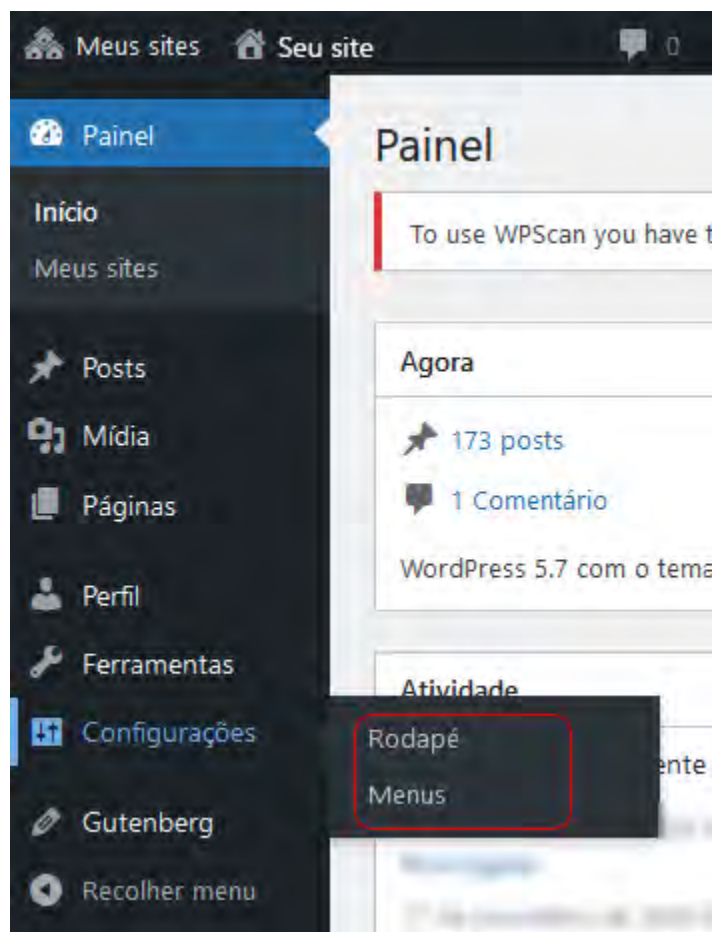 Meus sites Seu site 0
Painel
Início
Meus sites
Posts
Mídia
Páginas
Perfil
Ferramentas
Configurações
Gutenberg
Recolher menu
Rodapé
Menus
Painel
To use WPScan you have t
Agora
173 posts
1 Comentário
WordPress 5.7 com o tema
Atividade
ente